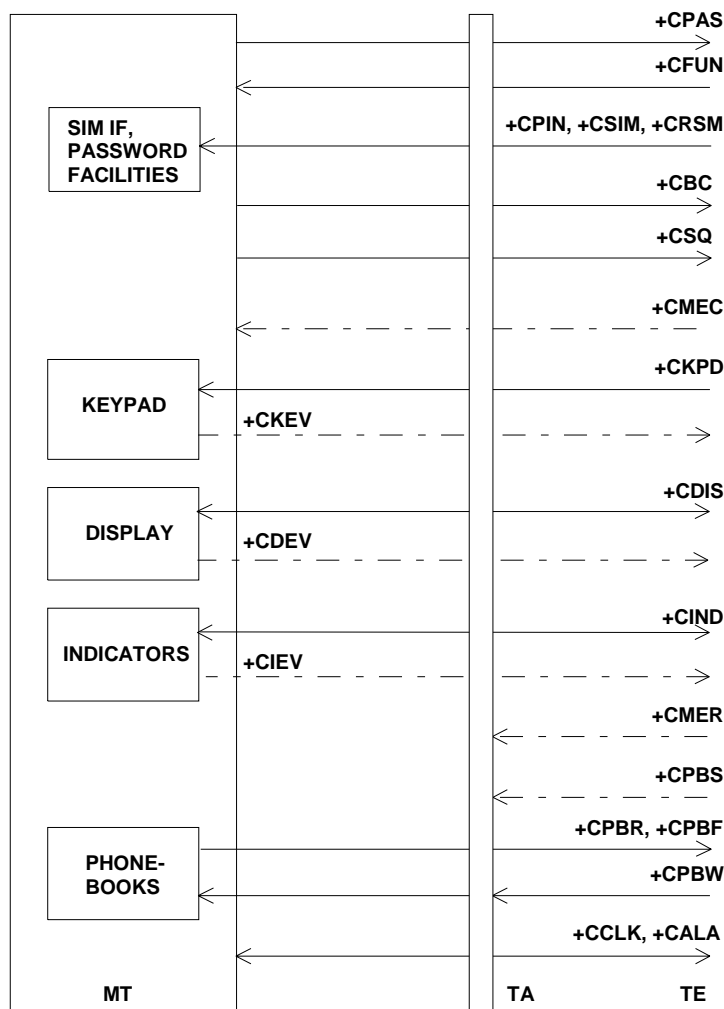 +CPAS
+CFUN
SIM IF,
PASSWORD
FACILITIES
+CPIN, +CSIM, +CRSM
+CBC
+CSQ
+CMEC
+CKPD
KEYPAD
+CKEV
+CDIS
DISPLAY
+CDEV
+CIND
INDICATORS
+CIEV
+CMER
+CPBS
+CPBR, +CPBF
PHONE-
BOOKS
+CPBW
+CCLK, +CALA
MT TA TE